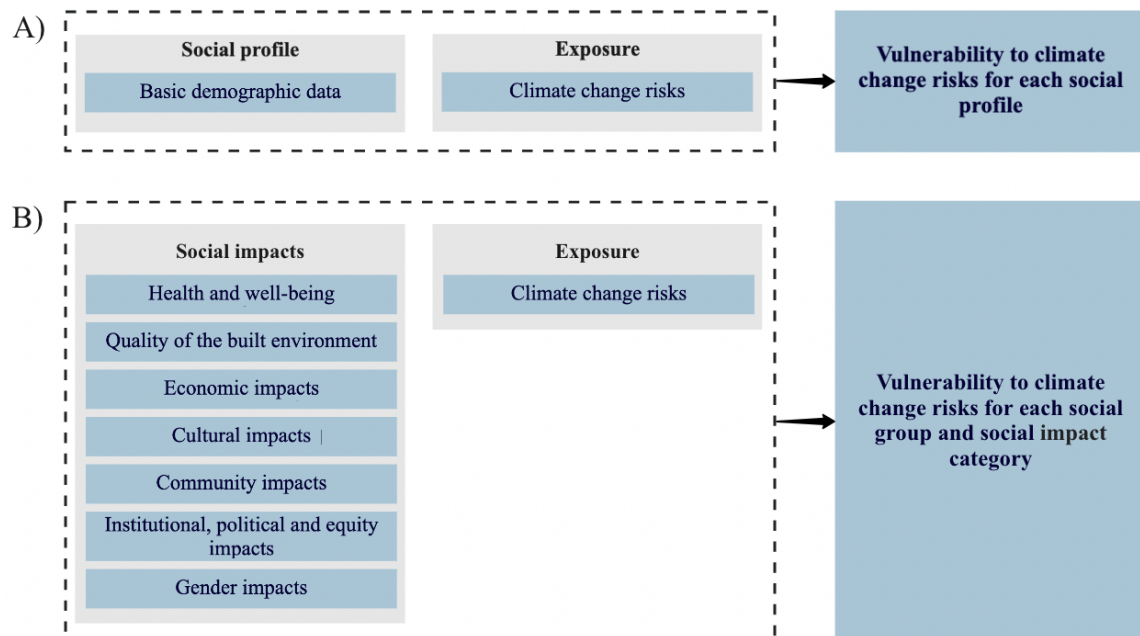 A)
Social profile
Basic demographic data
Exposure
Climate change risks
Vulnerability to climate
change risks for each social
profile
B)
Social impacts
Health and well-being
Quality of the built environment
Economic impacts
Cultural impacts
Community impacts
Institutional, political and equity
impacts
Gender impacts
Exposure
Climate change risks
Vulnerability to climate
change risks for each social
group and social impact
category